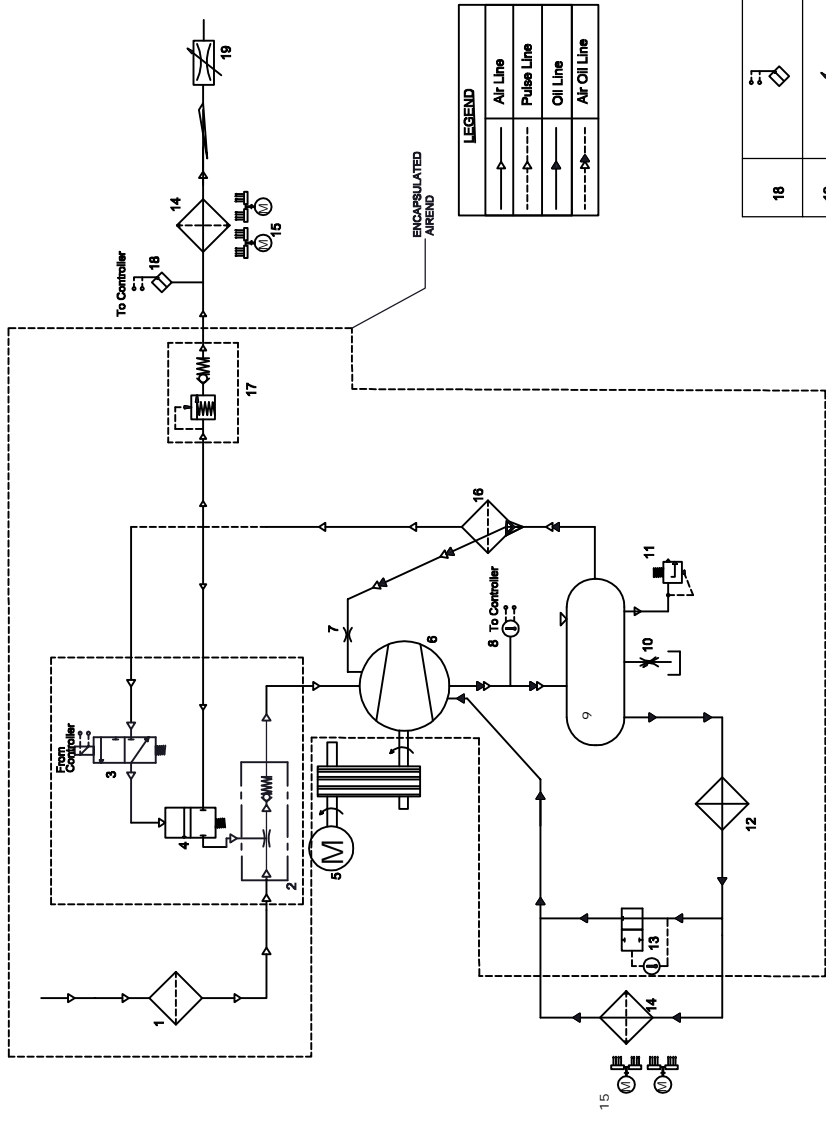 19
14
M
M
15
To Controller
18
ENCAPSULATED
AIREND
LEGEND
Air Line
Pulse Line
Oil Line
Air Oil Line
18
17
16
11
To Controller
8
7
6
10
9
From
Controller
3
4
2
M
5
12
13
1
14
M
M
15